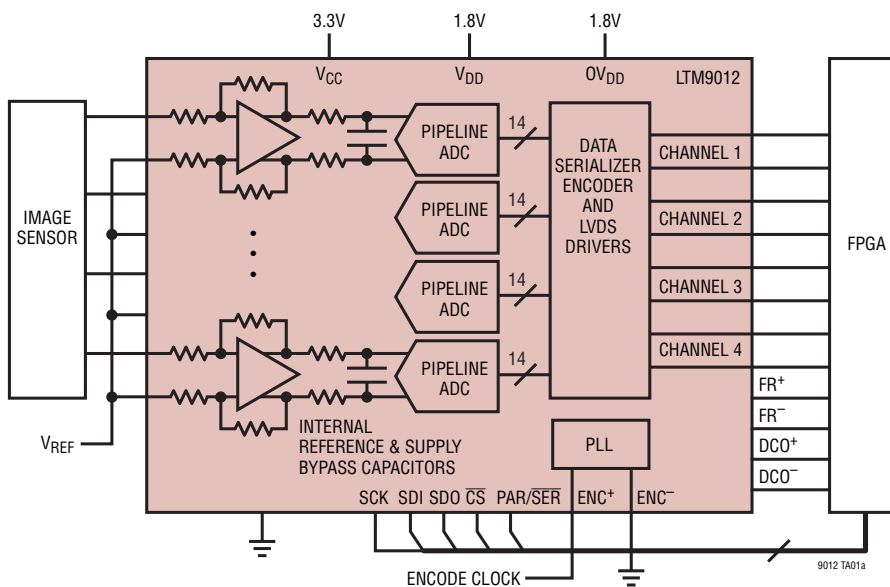 3.3V
1.8V
1.8V
VCC
VDD
OVDD
LTM9012
IMAGE
SENSOR
PIPELINE
ADC
14
PIPELINE
ADC
14
PIPELINE
ADC
14
PIPELINE
ADC
14
DATA
SERIALIZER
ENCODER
AND
LVDS
DRIVERS
CHANNEL 1
CHANNEL 2
CHANNEL 3
CHANNEL 4
FPGA
FR+
FR−
DCO+
DCO−
VREF
INTERNAL
REFERENCE & SUPPLY
BYPASS CAPACITORS
PLL
SCK
SDI
SDO
C̅S̅
PAR/S̅E̅R̅
ENC+
ENC−
ENCODE CLOCK
9012 TA01a